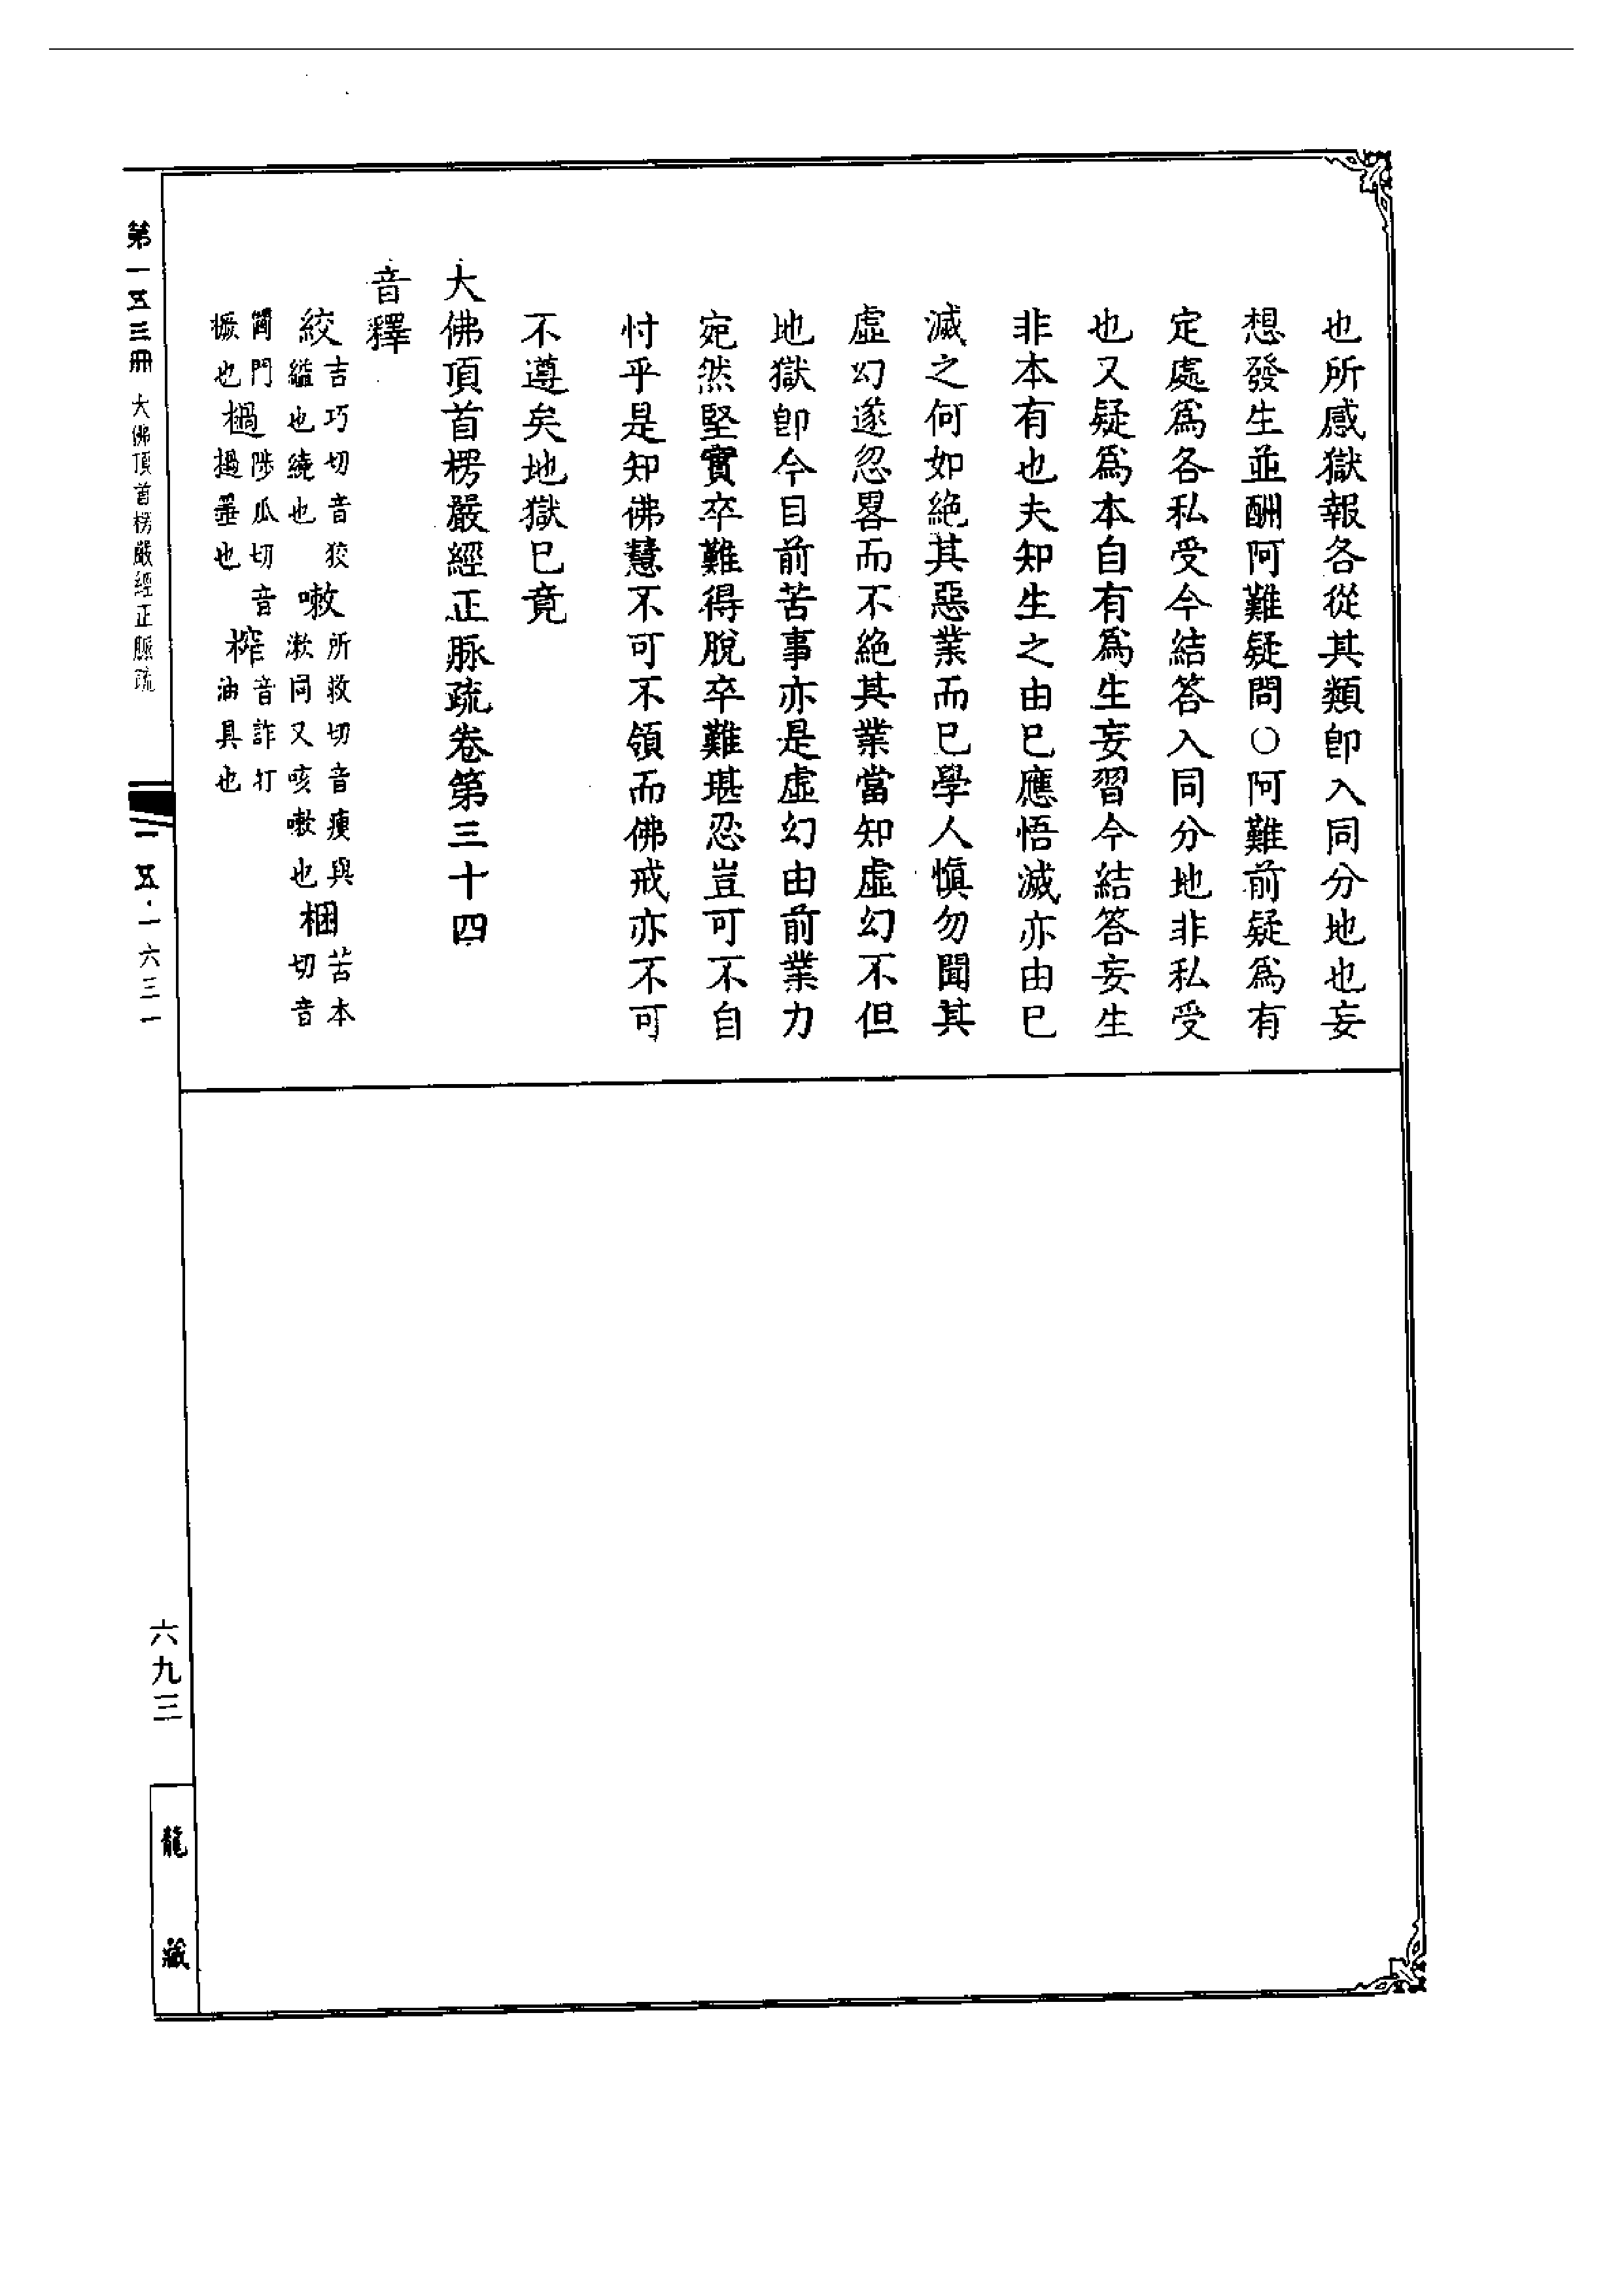 也所感獄報各從其類即入同分地也妄
想發生並酬阿難疑問○阿難前疑爲有
定處爲各私受今結答入同分地非私受
也又疑爲本自有爲生妄習今結答妄生
非本有也夫知生之由已應悟滅亦由已
滅之何如絶其惡業而已學人愼勿聞其
虛幻遂忽畧而不絶其業當知虛幻不但
地獄即今目前苦事亦是虛幻由前業力
宛然堅實卒難得脫卒難堪忍豈可不自
忖乎是知佛慧不可不領而佛戒亦不可
不遵矣地獄已竟
大佛頂首楞嚴經正脉疏卷第三十四
音釋
絞吉巧切音狡縊也繞也 嗽所救切音瘦與漱同又咳嗽也 梱苦本切音
閫門橛也 檛陟瓜切音撾箠也 榨音詐打油具也
第一五三冊 大佛頂首楞嚴經正脈疏
一五·一六三一
六九三
龍藏